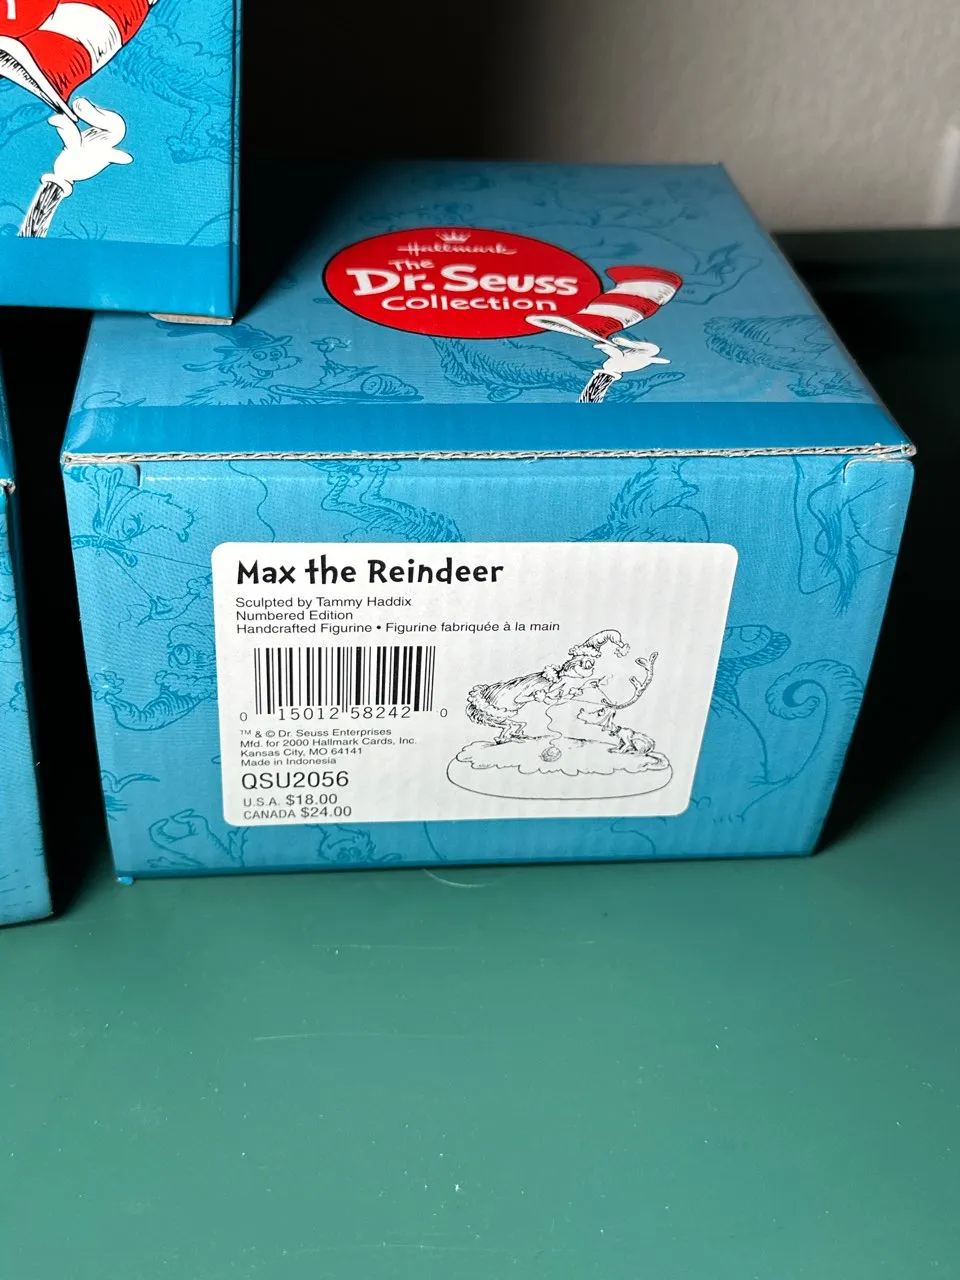 Hallmark
The
Dr. Seuss
Collection
Max the Reindeer
Sculpted by Tammy Haddix
Numbered Edition
Handcrafted Figurine • Figurine fabriquée à la main
0 15012 58242 0
™ & © Dr. Seuss Enterprises
Mfd. for 2000 Hallmark Cards, Inc.
Kansas City, MO 64141
Made in Indonesia
QSU2056
U.S.A. $18.00
CANADA $24.00